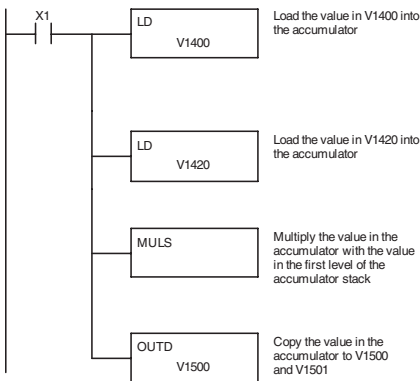 X1
LD
V1400
Load the value in V1400 into
the accumulator
LD
V1420
Load the value in V1420 into
the accumulator
MULS
Multiply the value in the
accumulator with the value
in the first level of the
accumulator stack
OUTD
V1500
Copy the value in the
accumulator to V1500
and V1501